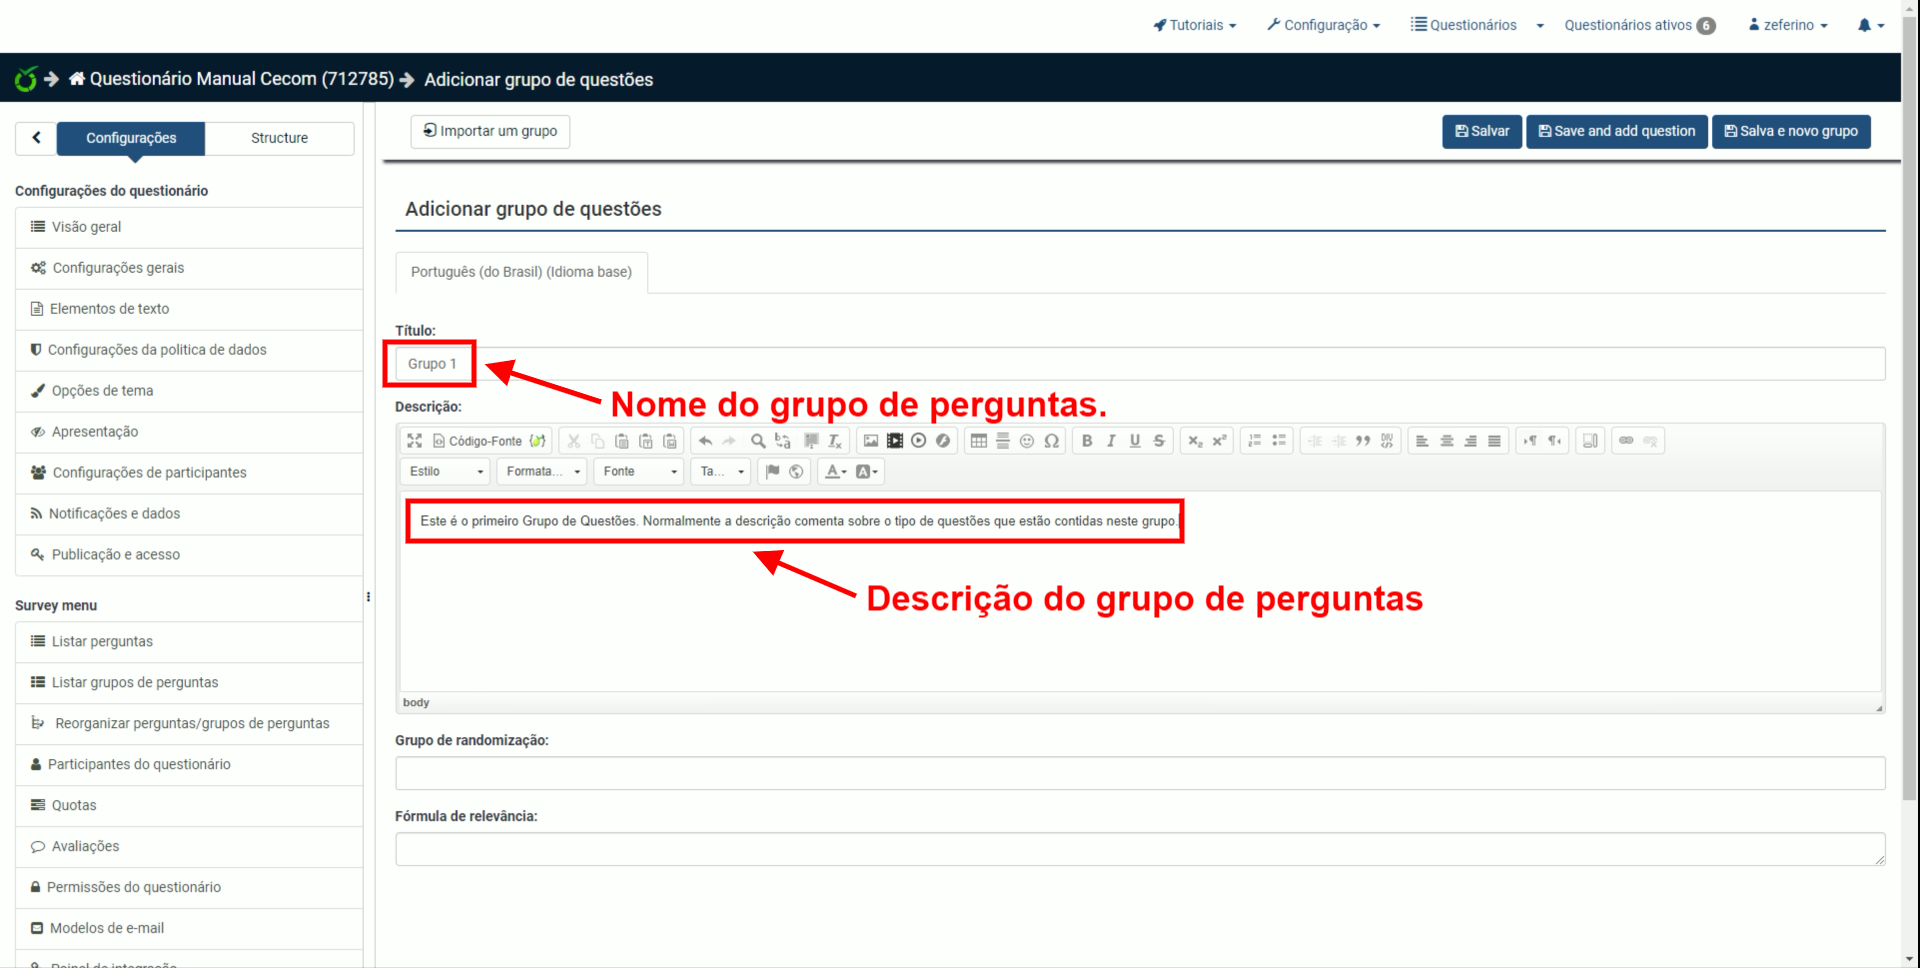 Tutoriais
Configuração
Questionários
Questionários ativos 6
zeferino
Questionário Manual Cecom (712785)
Adicionar grupo de questões
Configurações
Structure
Importar um grupo
Salvar
Save and add question
Salva e novo grupo
Configurações do questionário
Visão geral
Configurações gerais
Elementos de texto
Configurações da politica de dados
Opções de tema
Apresentação
Configurações de participantes
Notificações e dados
Publicação e acesso
Survey menu
Listar perguntas
Listar grupos de perguntas
Reorganizar perguntas/grupos de perguntas
Participantes do questionário
Quotas
Avaliações
Permissões do questionário
Modelos de e-mail
Painel de integração
Adicionar grupo de questões
Português (do Brasil) (Idioma base)
Título:
Grupo 1
Nome do grupo de perguntas.
Descrição:
Código-Fonte
Estilo
Formata...
Fonte
Ta...
Este é o primeiro Grupo de Questões. Normalmente a descrição comenta sobre o tipo de questões que estão contidas neste grupo.
Descrição do grupo de perguntas
body
Grupo de randomização:
Fórmula de relevância: